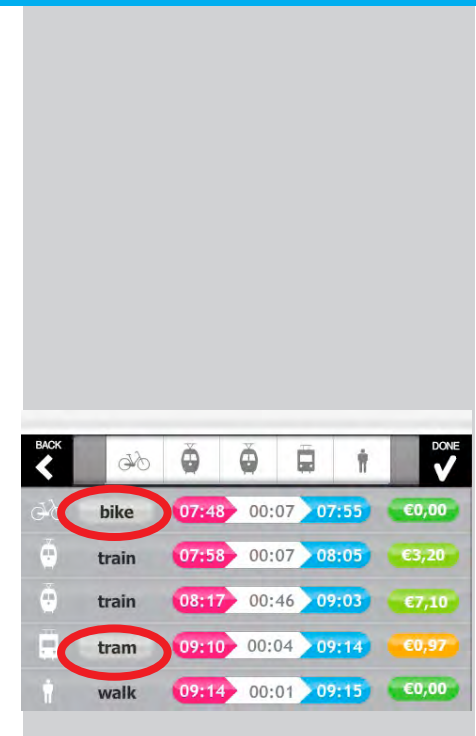 BACK DONE
bike 07:48 00:07 07:55 €0,00
train 07:58 00:07 08:05 €3,20
train 08:17 00:46 09:03 €7,10
tram 09:10 00:04 09:14 €0,97
walk 09:14 00:01 09:15 €0,00